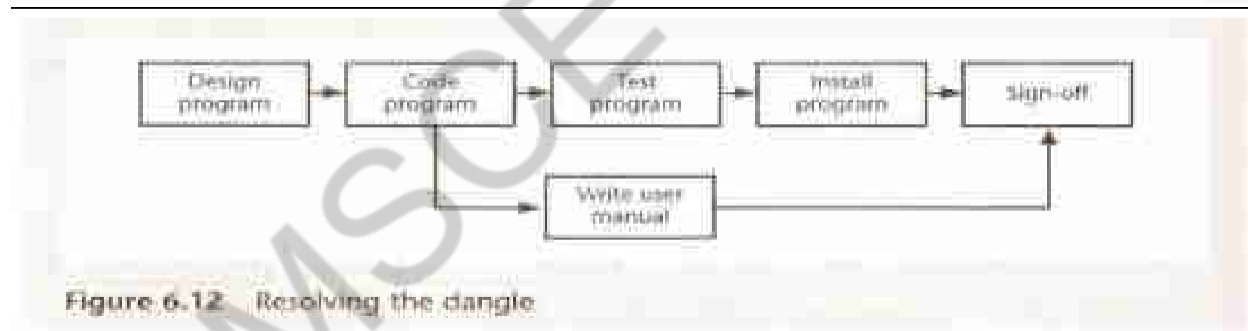 Design
program
Code
program
Test
program
Install
program
Sign-off
Write user
manual
Figure 6.12 Resolving the dangle
MSCE